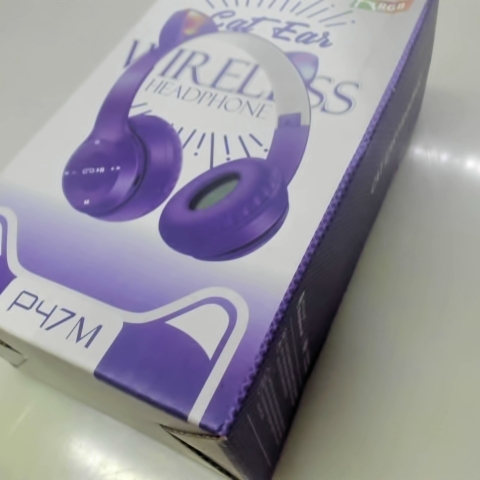 RGB
Cat Ear
WIRELESS
HEADPHONE
P47M